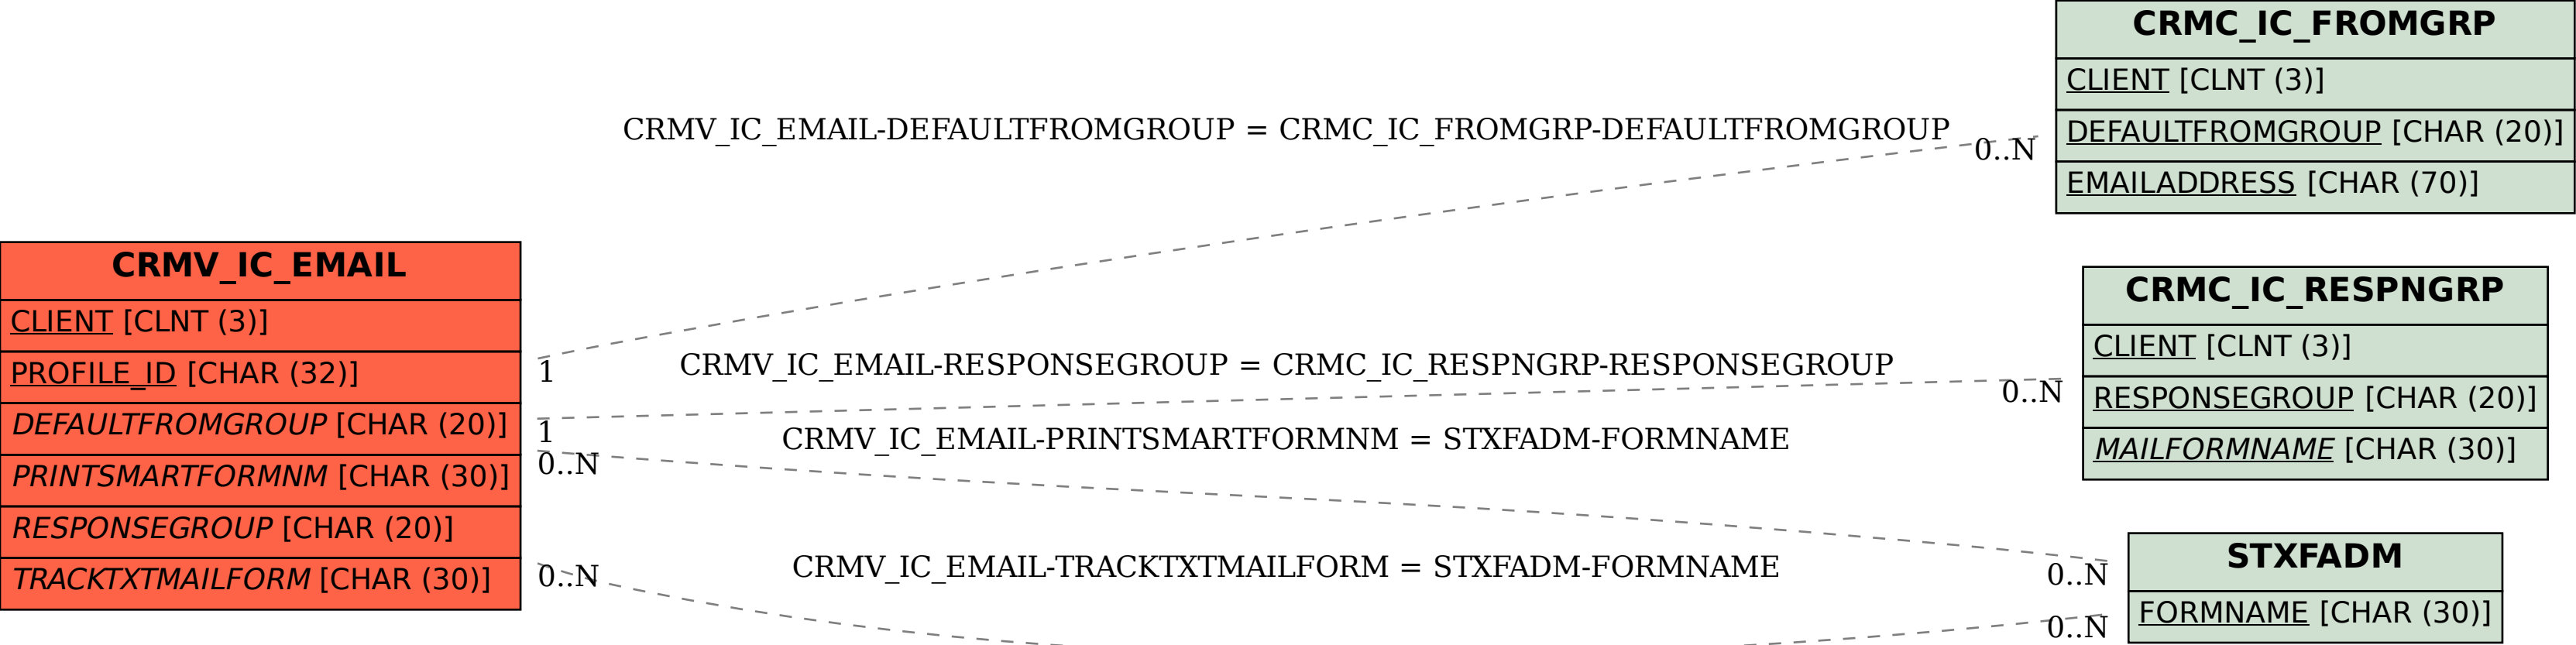 CRMC_IC_FROMGRP
CLIENT [CLNT (3)]
DEFAULTFROMGROUP [CHAR (20)]
EMAILADDRESS [CHAR (70)]
CRMV_IC_EMAIL-DEFAULTFROMGROUP = CRMC_IC_FROMGRP-DEFAULTFROMGROUP
0..N
1
CRMV_IC_EMAIL
CLIENT [CLNT (3)]
PROFILE_ID [CHAR (32)]
DEFAULTFROMGROUP [CHAR (20)]
PRINTSMARTFORMNM [CHAR (30)]
RESPONSEGROUP [CHAR (20)]
TRACKTXTMAILFORM [CHAR (30)]
CRMV_IC_EMAIL-RESPONSEGROUP = CRMC_IC_RESPNGRP-RESPONSEGROUP
1
0..N
CRMC_IC_RESPNGRP
CLIENT [CLNT (3)]
RESPONSEGROUP [CHAR (20)]
MAILFORMNAME [CHAR (30)]
CRMV_IC_EMAIL-PRINTSMARTFORMNM = STXFADM-FORMNAME
0..N
0..N
CRMV_IC_EMAIL-TRACKTXTMAILFORM = STXFADM-FORMNAME
0..N
0..N
STXFADM
FORMNAME [CHAR (30)]